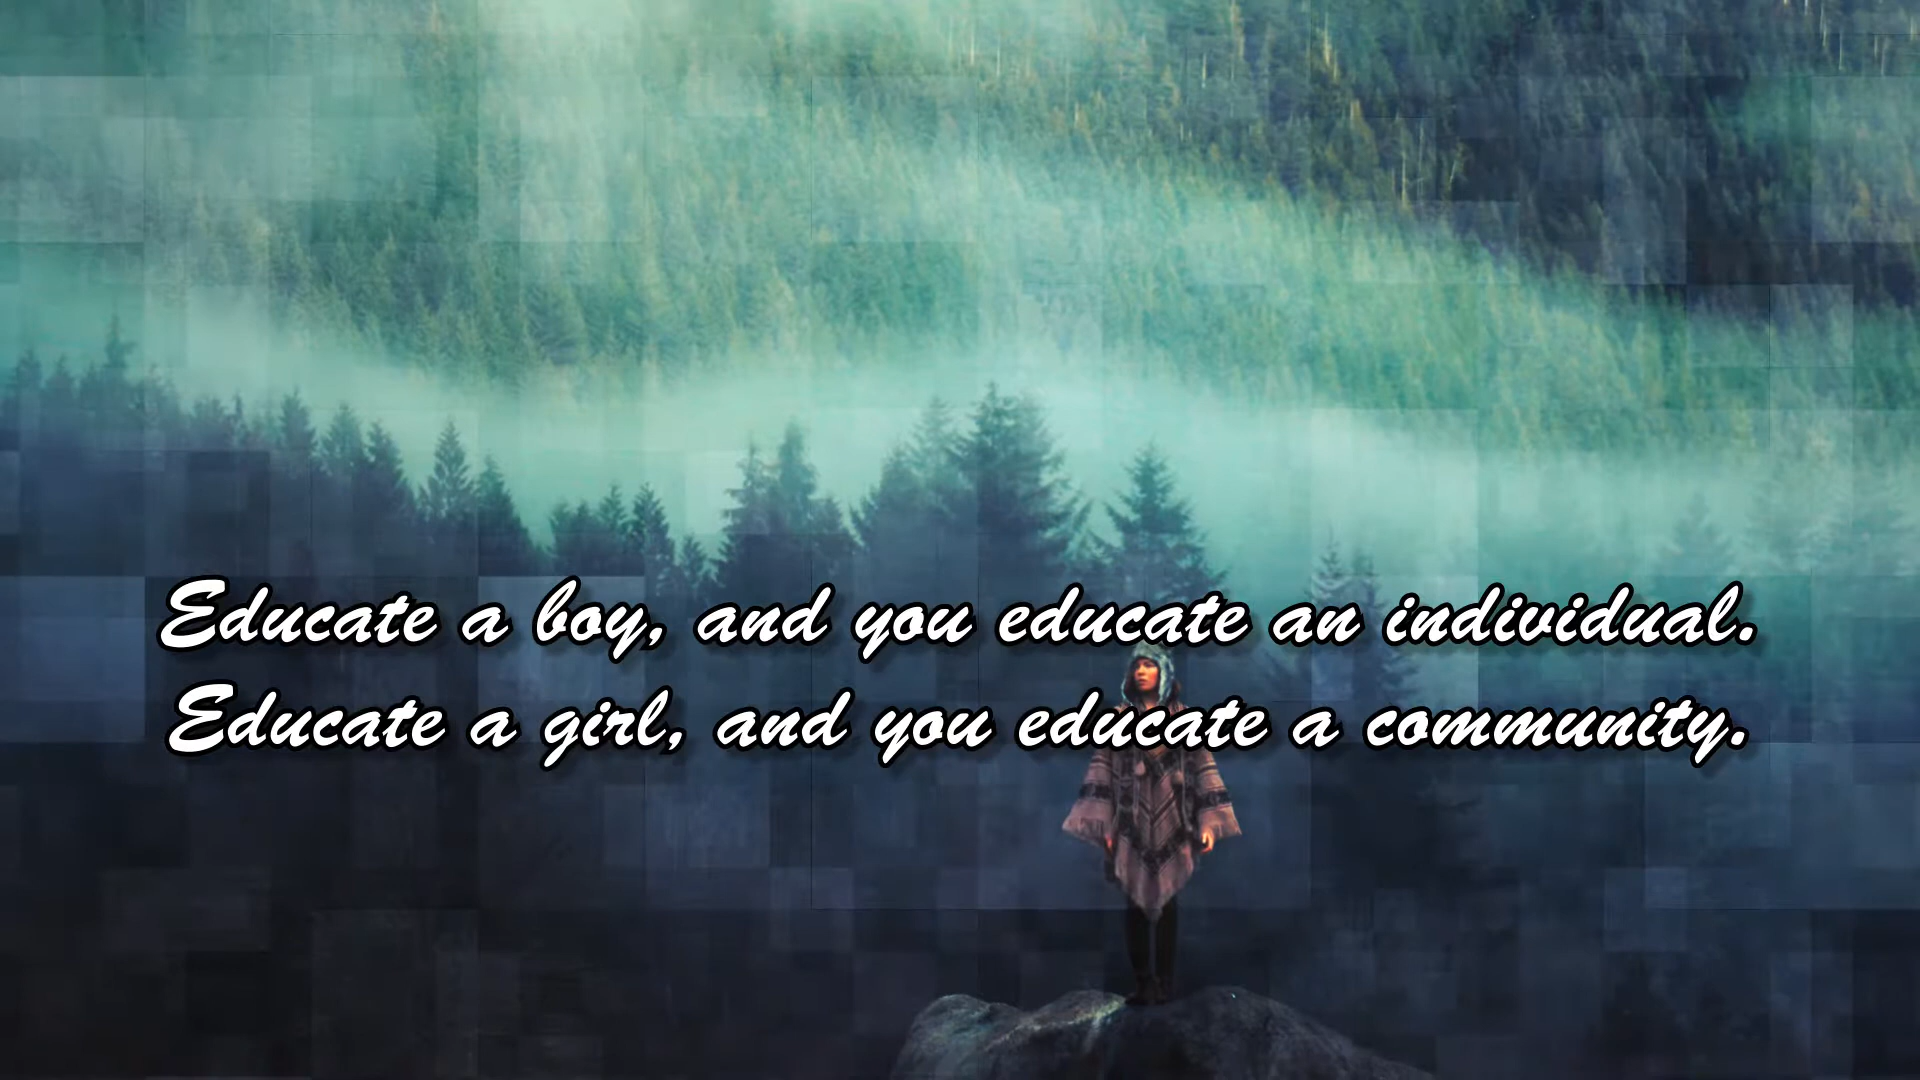 Educate a boy, and you educate an individual.
Educate a girl, and you educate a community.